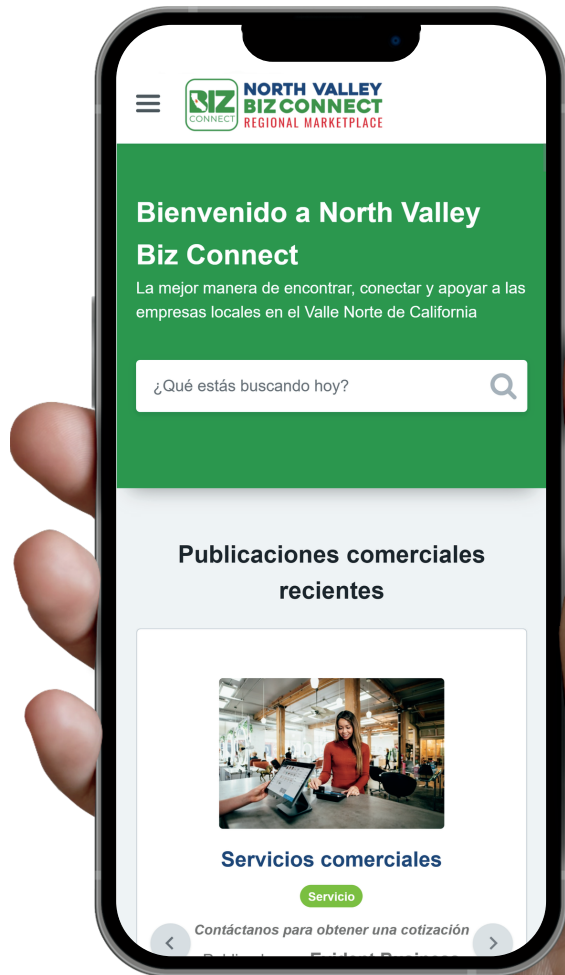 BIZ
CONNECT
NORTH VALLEY
BIZ CONNECT
REGIONAL MARKETPLACE
Bienvenido a North Valley
Biz Connect
La mejor manera de encontrar, conectar y apoyar a las
empresas locales en el Valle Norte de California
¿Qué estás buscando hoy?
Publicaciones comerciales
recientes
Servicios comerciales
Servicio
Contáctanos para obtener una cotización